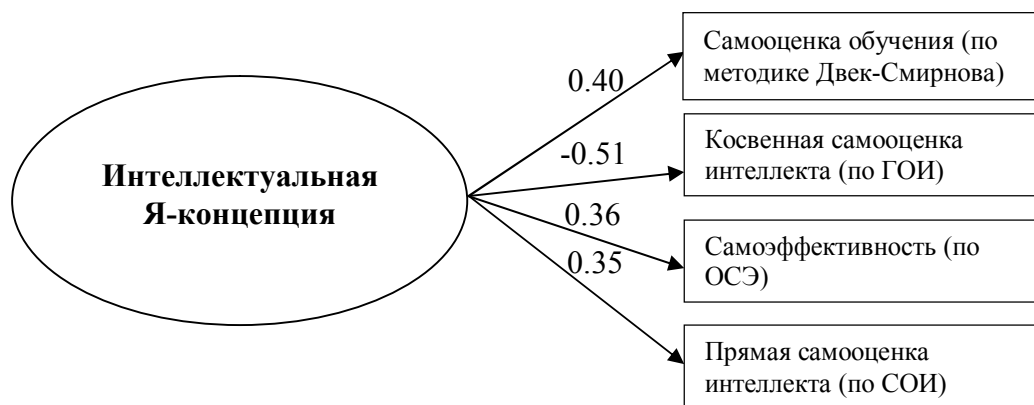 Интеллектуальная
Я-концепция
0.40
-0.51
0.36
0.35
Самооценка обучения (по
методике Двек-Смирнова)
Косвенная самооценка
интеллекта (по ГОИ)
Самоэффективность (по
ОСЭ)
Прямая самооценка
интеллекта (по СОИ)